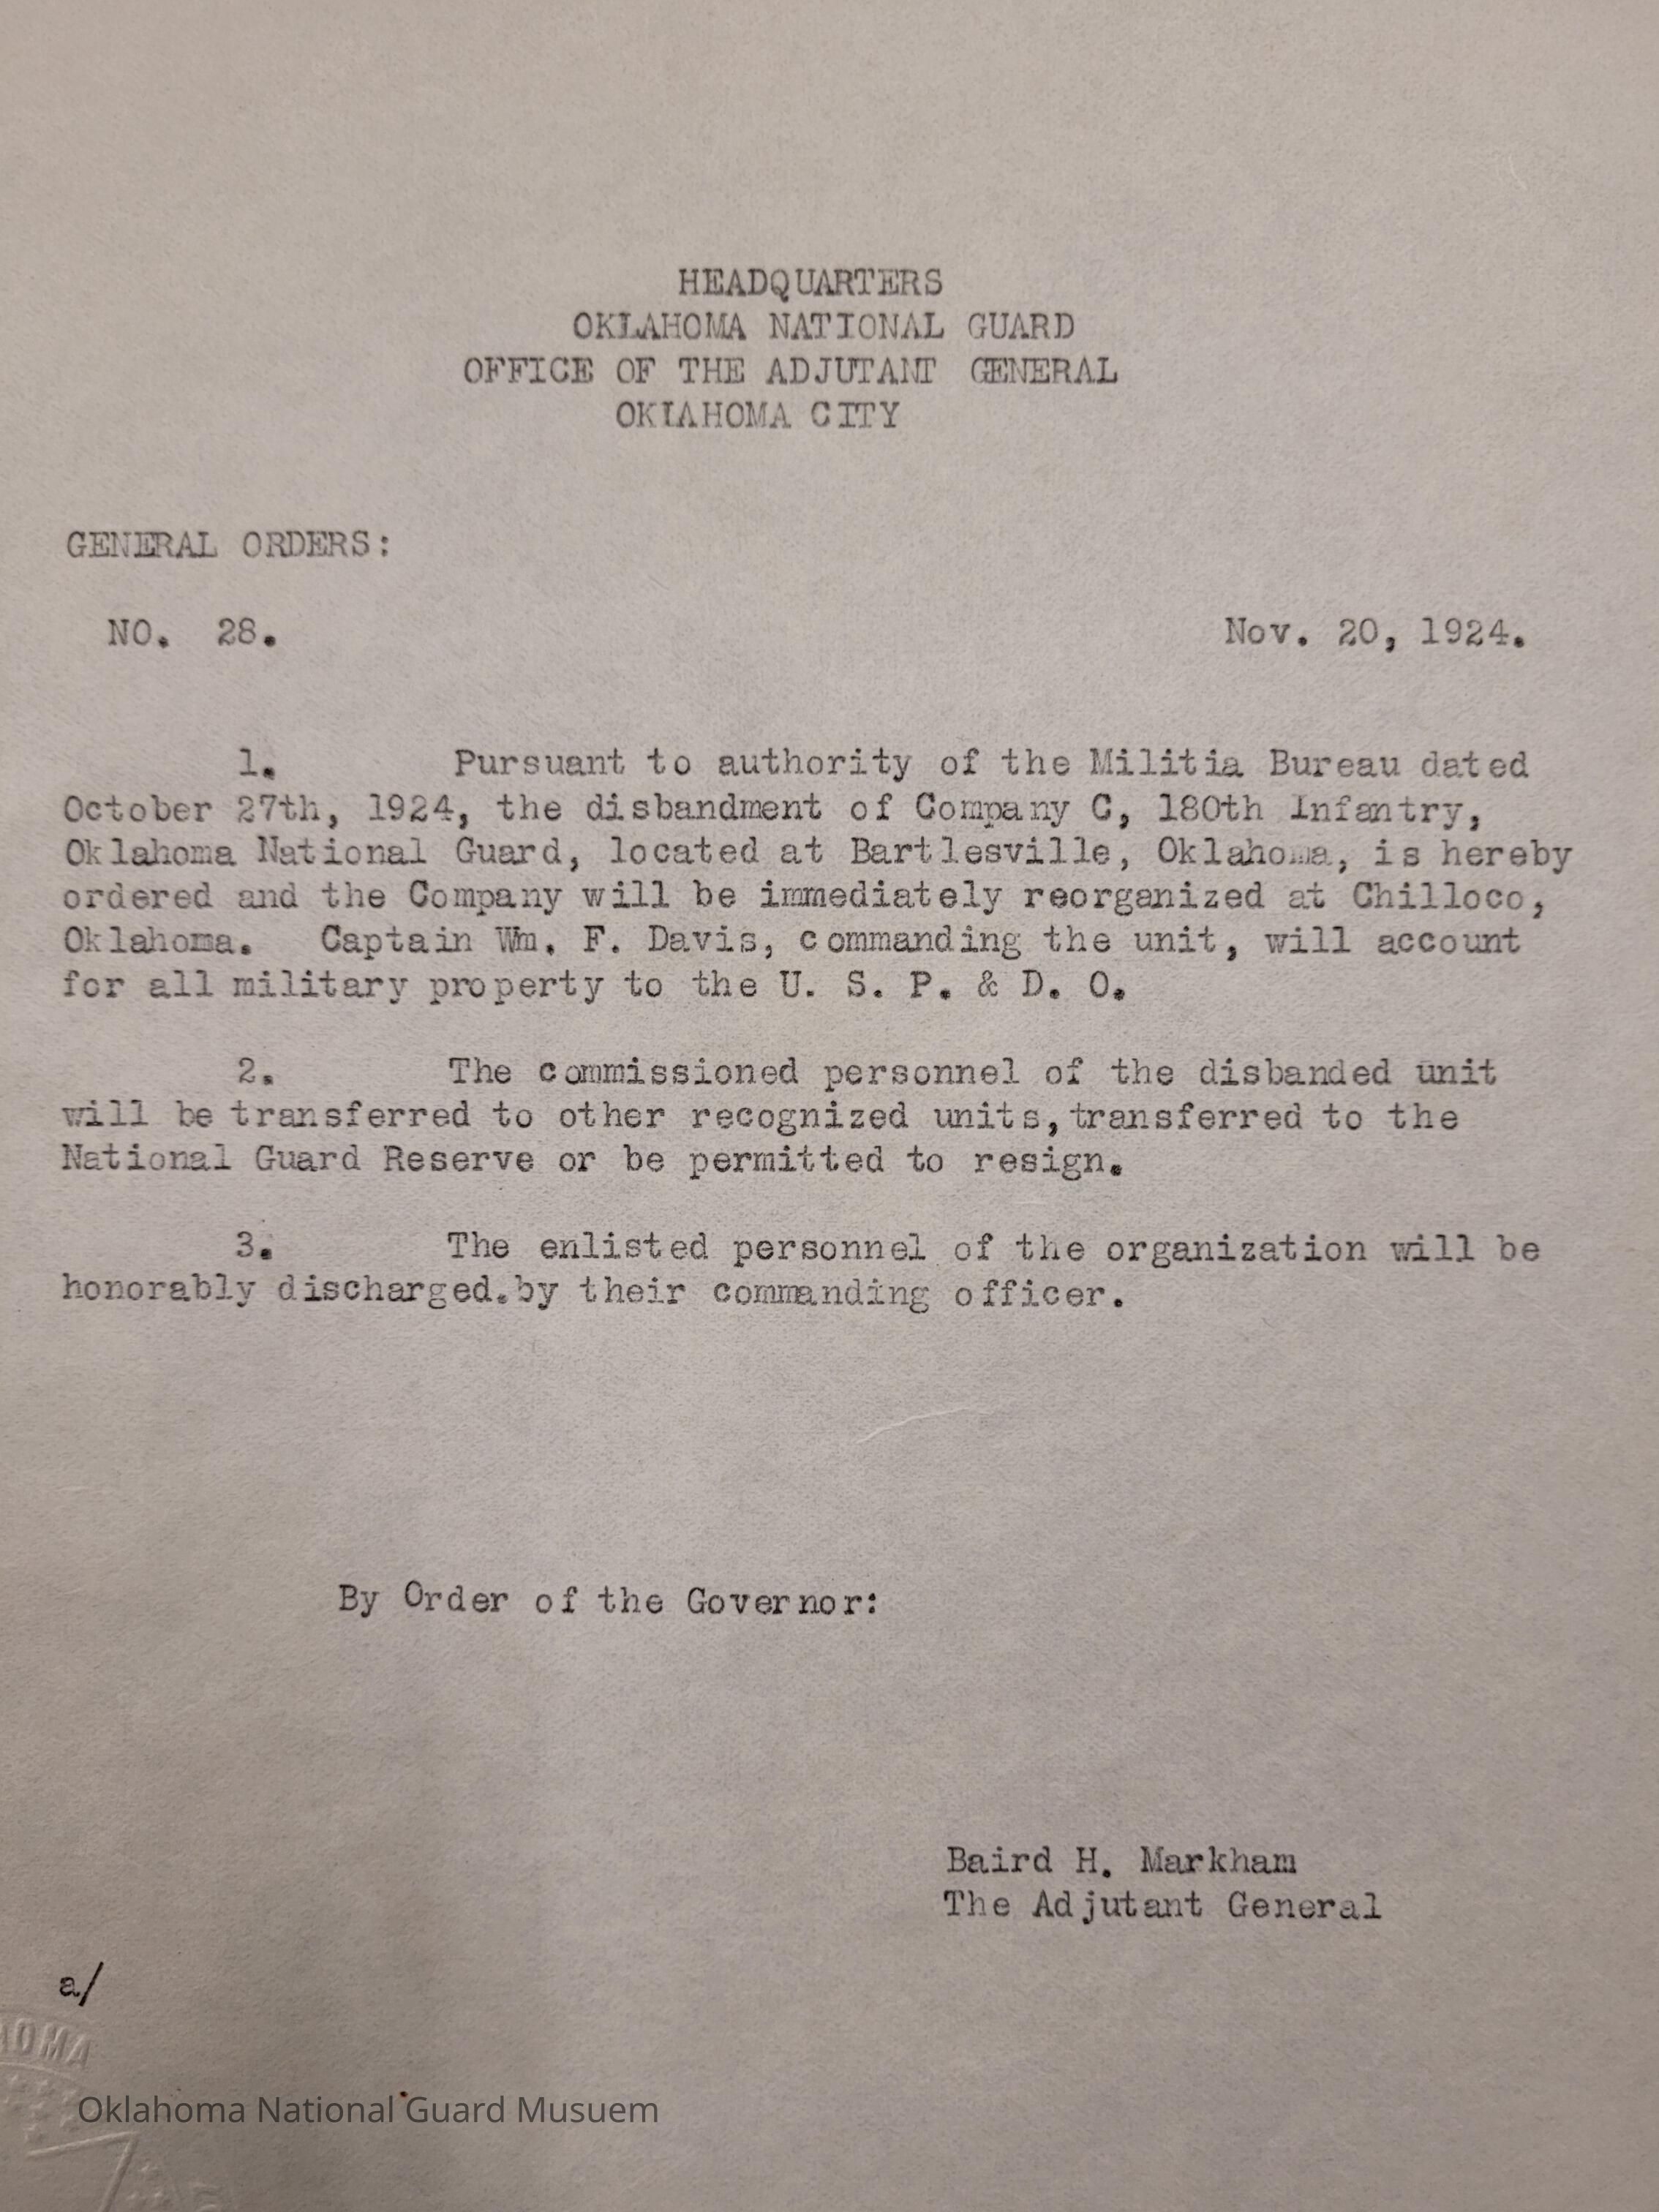 HEADQUARTERS
OKLAHOMA NATIONAL GUARD
OFFICE OF THE ADJUTANT GENERAL
OKLAHOMA CITY
GENERAL ORDERS:
NO. 28.
Nov. 20, 1924.
1. Pursuant to authority of the Militia Bureau dated
October 27th, 1924, the disbandment of Company C, 180th Infantry,
Oklahoma National Guard, located at Bartlesville, Oklahoma, is hereby
ordered and the Company will be immediately reorganized at Chilloco,
Oklahoma. Captain Wm. F. Davis, commanding the unit, will account
for all military property to the U. S. P. & D. O.
2. The commissioned personnel of the disbanded unit
will be transferred to other recognized units,transferred to the
National Guard Reserve or be permitted to resign.
3. The enlisted personnel of the organization will be
honorably discharged.by their commanding officer.
By Order of the Governor:
Baird H. Markham
The Adjutant General
a/
HOMA
Oklahoma National Guard Musuem